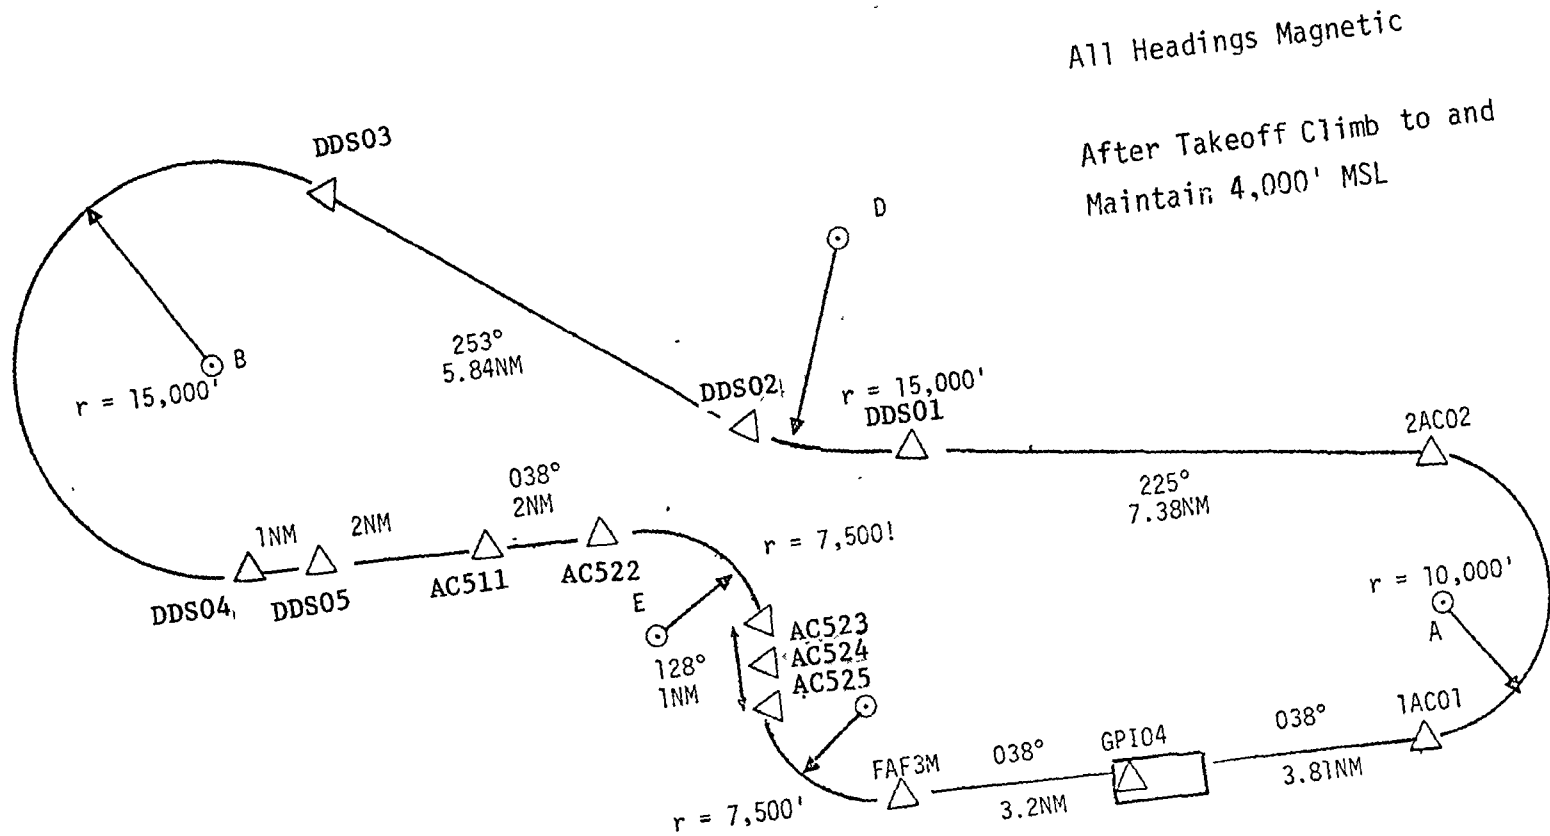 All Headings Magnetic
After Takeoff Climb to and
Maintain 4,000' MSL
DDS03
D
253°
5.84NM
B
r = 15,000'
DDS02
r = 15,000'
DDS01
2AC02
225°
7.38NM
038°
2NM
1NM
2NM
r = 7,500!
AC511
AC522
DDS04
DDS05
E
r = 10,000'
A
AC523
AC524
AC525
128°
1NM
1AC01
038°
GPI04
038°
FAF3M
3.81NM
3.2NM
r = 7,500'